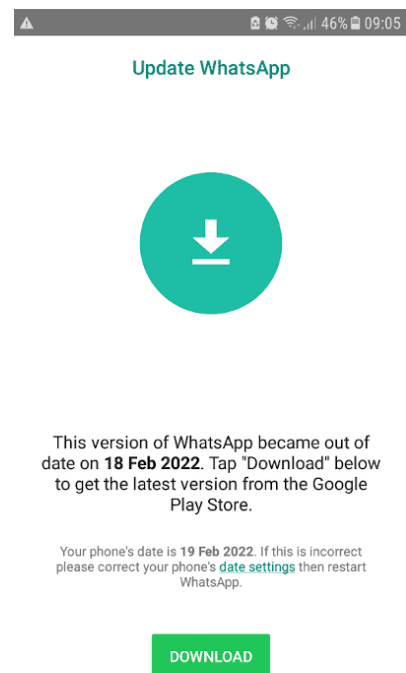 46% 09:05
Update WhatsApp
This version of WhatsApp became out of
date on 18 Feb 2022. Tap "Download" below
to get the latest version from the Google
Play Store.
Your phone's date is 19 Feb 2022. If this is incorrect
please correct your phone's date settings then restart
WhatsApp.
DOWNLOAD